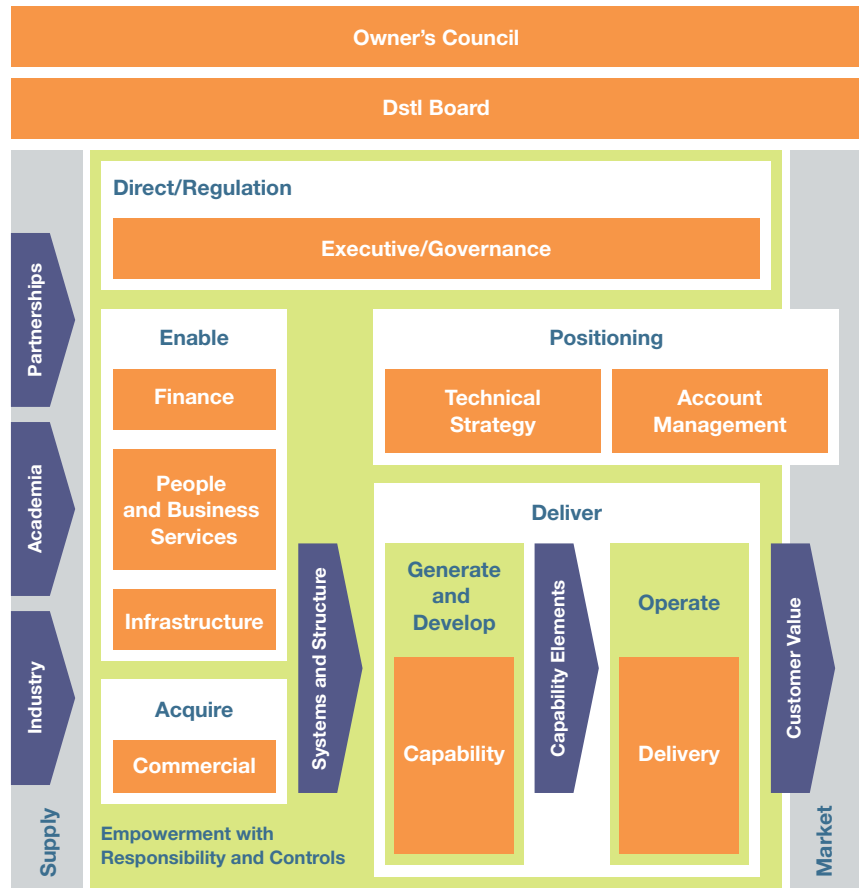 Owner's Council
Dstl Board
Direct/Regulation
Executive/Governance
Partnerships
Academia
Industry
Supply
Enable
Finance
People
and Business
Services
Infrastructure
Acquire
Commercial
Empowerment with
Responsibility and Controls
Systems and Structure
Positioning
Technical
Strategy
Account
Management
Deliver
Generate
and
Develop
Capability
Capability Elements
Operate
Delivery
Customer Value
Market